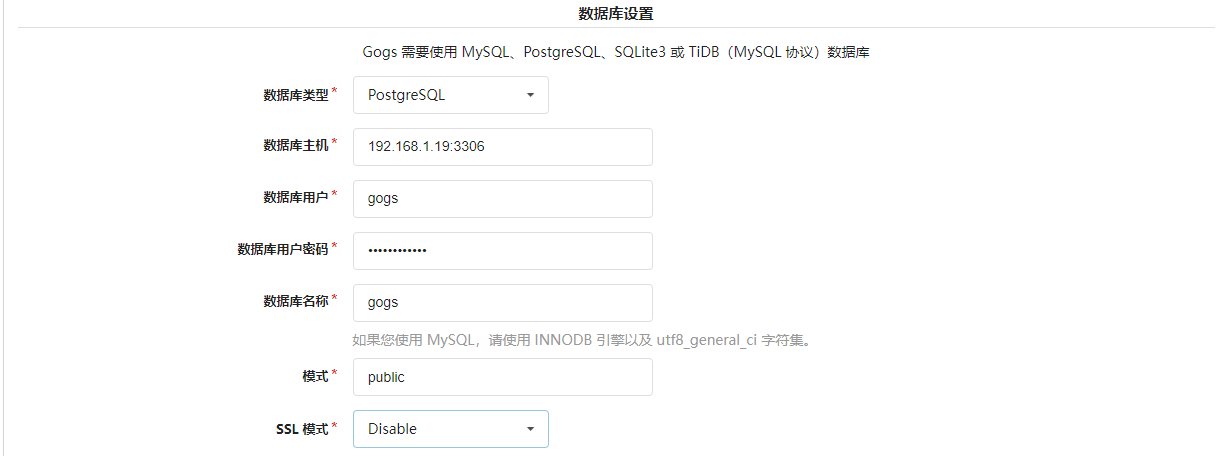 数据库设置
Gogs 需要使用 MySQL、PostgreSQL、SQLite3 或 TiDB（MySQL 协议）数据库
数据库类型* PostgreSQL
数据库主机* 192.168.1.19:3306
数据库用户* gogs
数据库用户密码* ••••••••••••
数据库名称* gogs
如果您使用 MySQL，请使用 INNODB 引擎以及 utf8_general_ci 字符集。
模式* public
SSL 模式* Disable